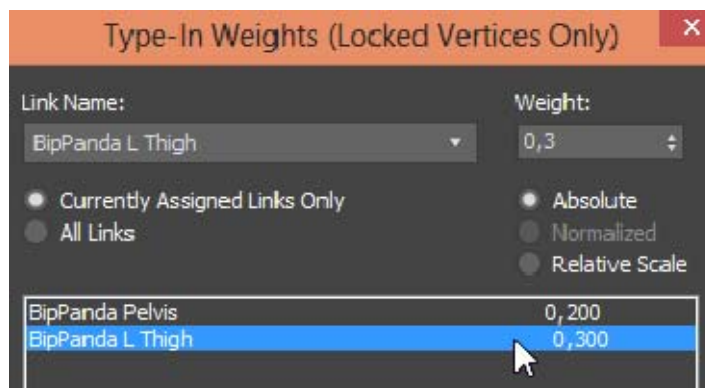 Type-In Weights (Locked Vertices Only)
Link Name: Weight:
BipPanda L Thigh 0,3
Currently Assigned Links Only Absolute
All Links Normalized
Relative Scale
BipPanda Pelvis 0,200
BipPanda L Thigh 0,300